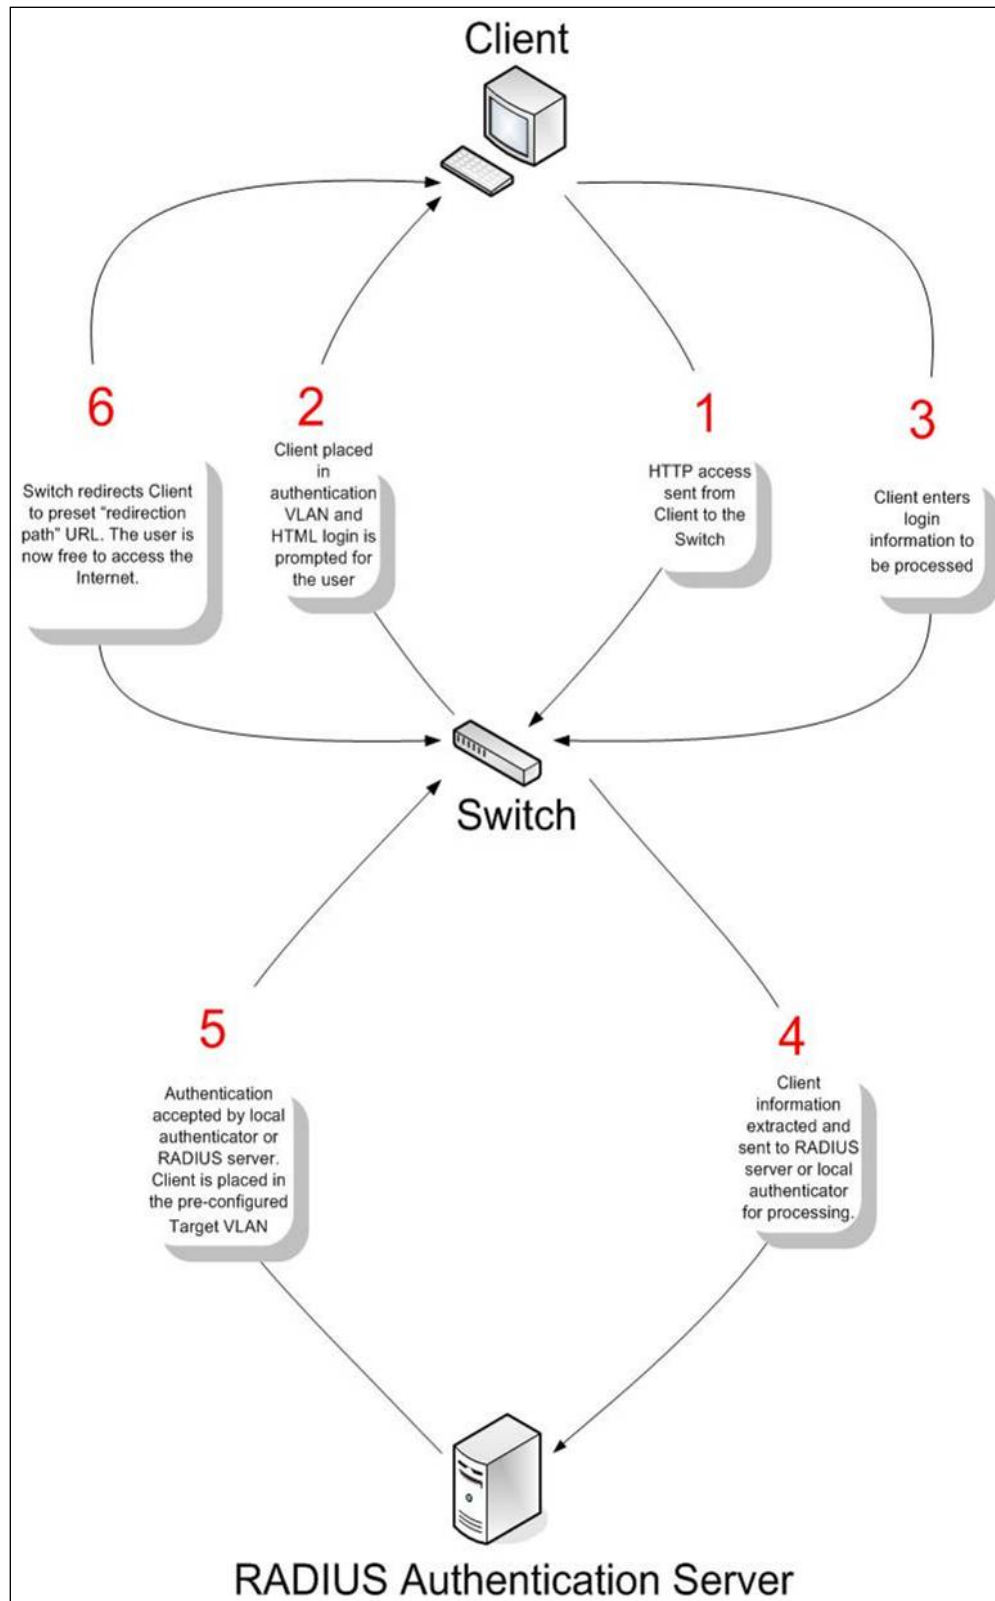 Client
6
Switch redirects Client
to preset “redirection
path” URL. The user is
now free to access the
Internet.
2
Client placed
in
authentication
VLAN and
HTML login is
prompted for
the user
1
HTTP access
sent from
Client to the
Switch
3
Client enters
login
information to
be processed
Switch
5
Authentication
accepted by local
authenticator or
RADIUS server.
Client is placed in
the pre-configured
Target VLAN
4
Client
information
extracted and
sent to RADIUS
server or local
authenticator
for processing.
RADIUS Authentication Server